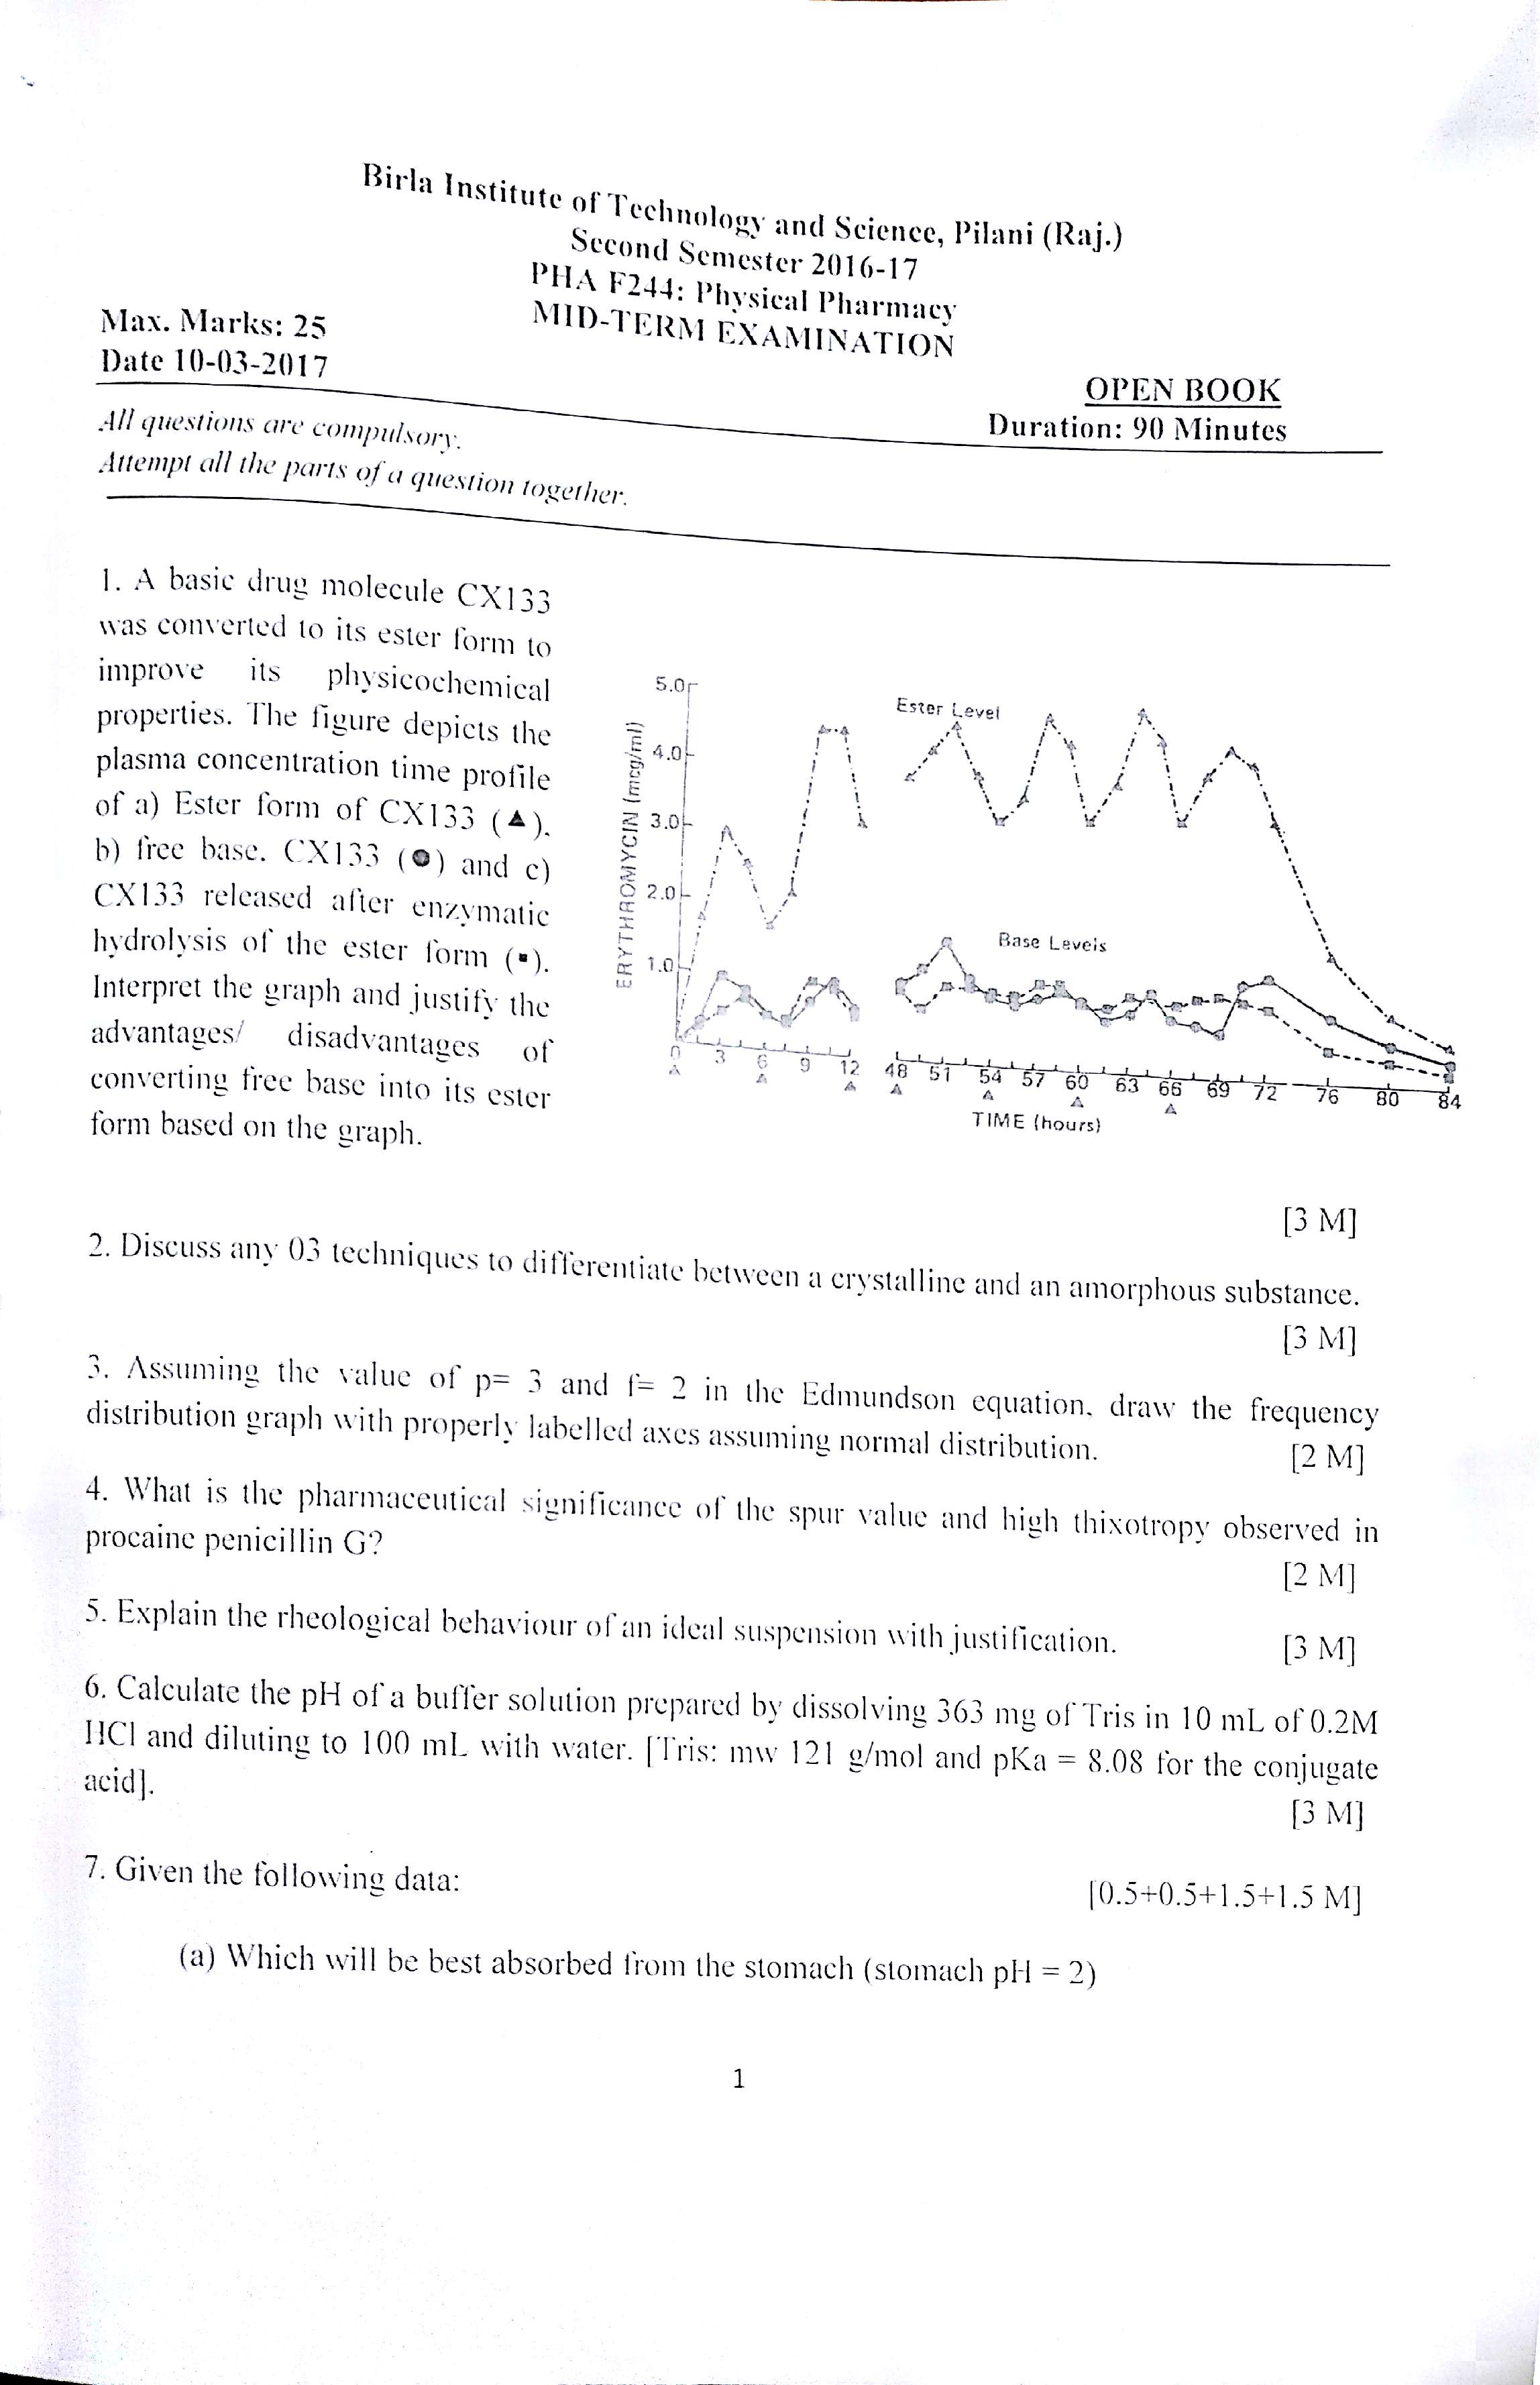 Birla Institute of Technology and Science, Pilani (Raj.)
Second Semester 2016-17
PHA F244: Physical Pharmacy
MID-TERM EXAMINATION
Max. Marks: 25
Date 10-03-2017
OPEN BOOK
Duration: 90 Minutes
All questions are compulsory.
Attempt all the parts of a question together.
1. A basic drug molecule CX133
was converted to its ester form to
improve its physicochemical
properties. The figure depicts the
plasma concentration time profile
of a) Ester form of CX133 (▲).
b) free base. CX133 (●) and c)
CX133 released after enzymatic
hydrolysis of the ester form (▪).
Interpret the graph and justify the
advantages/ disadvantages of
converting free base into its ester
form based on the graph.
ERYTHROMYCIN (mcg/ml)
5.0
4.0
3.0
2.0
1.0
Ester Level
Base Levels
0 3 6 9 12 48 51 54 57 60 63 66 69 72 76 80 84
TIME (hours)
[3 M]
2. Discuss any 03 techniques to differentiate between a crystalline and an amorphous substance.
[3 M]
3. Assuming the value of p= 3 and f= 2 in the Edmundson equation, draw the frequency
distribution graph with properly labelled axes assuming normal distribution.
[2 M]
4. What is the pharmaceutical significance of the spur value and high thixotropy observed in
procaine penicillin G?
[2 M]
5. Explain the rheological behaviour of an ideal suspension with justification.
[3 M]
6. Calculate the pH of a buffer solution prepared by dissolving 363 mg of Tris in 10 mL of 0.2M
HCl and diluting to 100 mL with water. [Tris: mw 121 g/mol and pKa = 8.08 for the conjugate
acid].
[3 M]
7. Given the following data:
[0.5+0.5+1.5+1.5 M]
(a) Which will be best absorbed from the stomach (stomach pH = 2)
1